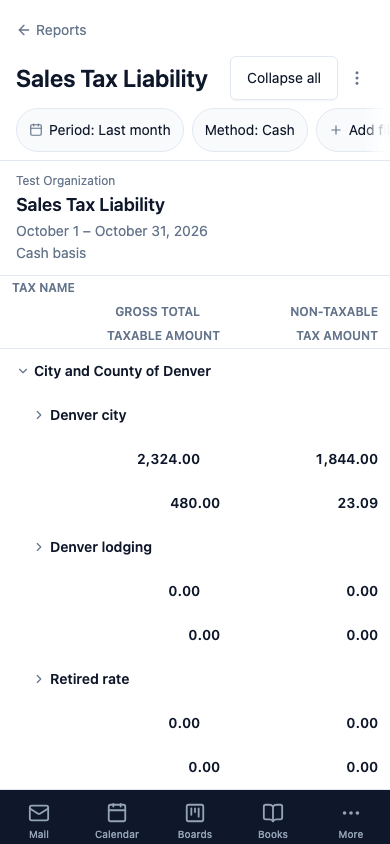 Reports
Sales Tax Liability
Collapse all
Period: Last month
Method: Cash
Add
Test Organization
Sales Tax Liability
October 1 – October 31, 2026
Cash basis
TAX NAME
GROSS TOTAL NON-TAXABLE
TAXABLE AMOUNT TAX AMOUNT
City and County of Denver
Denver city
2,324.00 1,844.00
480.00 23.09
Denver lodging
0.00 0.00
0.00 0.00
Retired rate
0.00 0.00
0.00 0.00
Mail Calendar Boards Books More